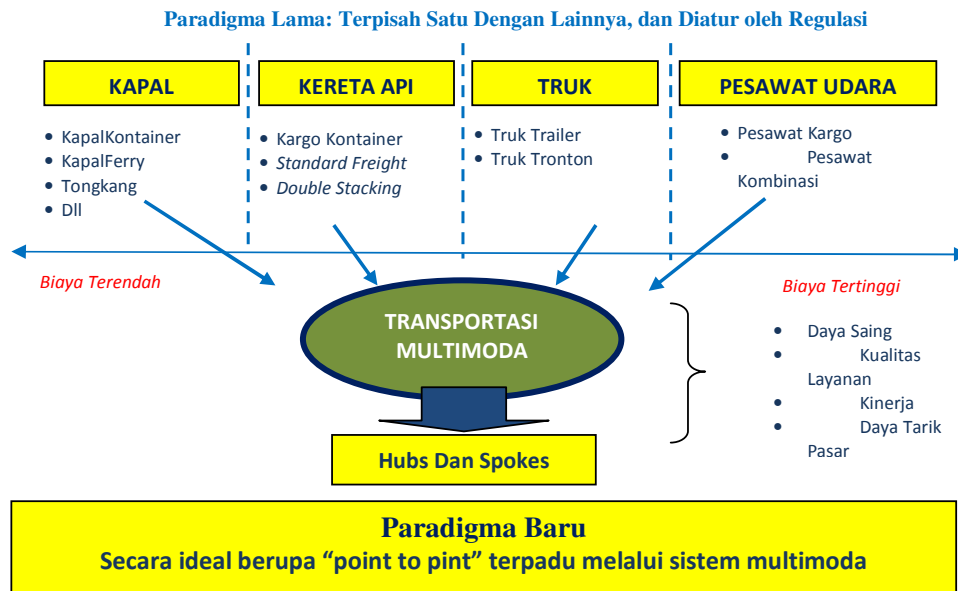 Paradigma Lama: Terpisah Satu Dengan Lainnya, dan Diatur oleh Regulasi
KAPAL
KERETA API
TRUK
PESAWAT UDARA
• KapalKontainer
• KapalFerry
• Tongkang
• Dll
• Kargo Kontainer
• Standard Freight
• Double Stacking
• Truk Trailer
• Truk Tronton
• Pesawat Kargo
• Pesawat
Kombinasi
Biaya Terendah
Biaya Tertinggi
TRANSPORTASI
MULTIMODA
• Daya Saing
• Kualitas
Layanan
• Kinerja
• Daya Tarik
Pasar
Hubs Dan Spokes
Paradigma Baru
Secara ideal berupa “point to pint” terpadu melalui sistem multimoda